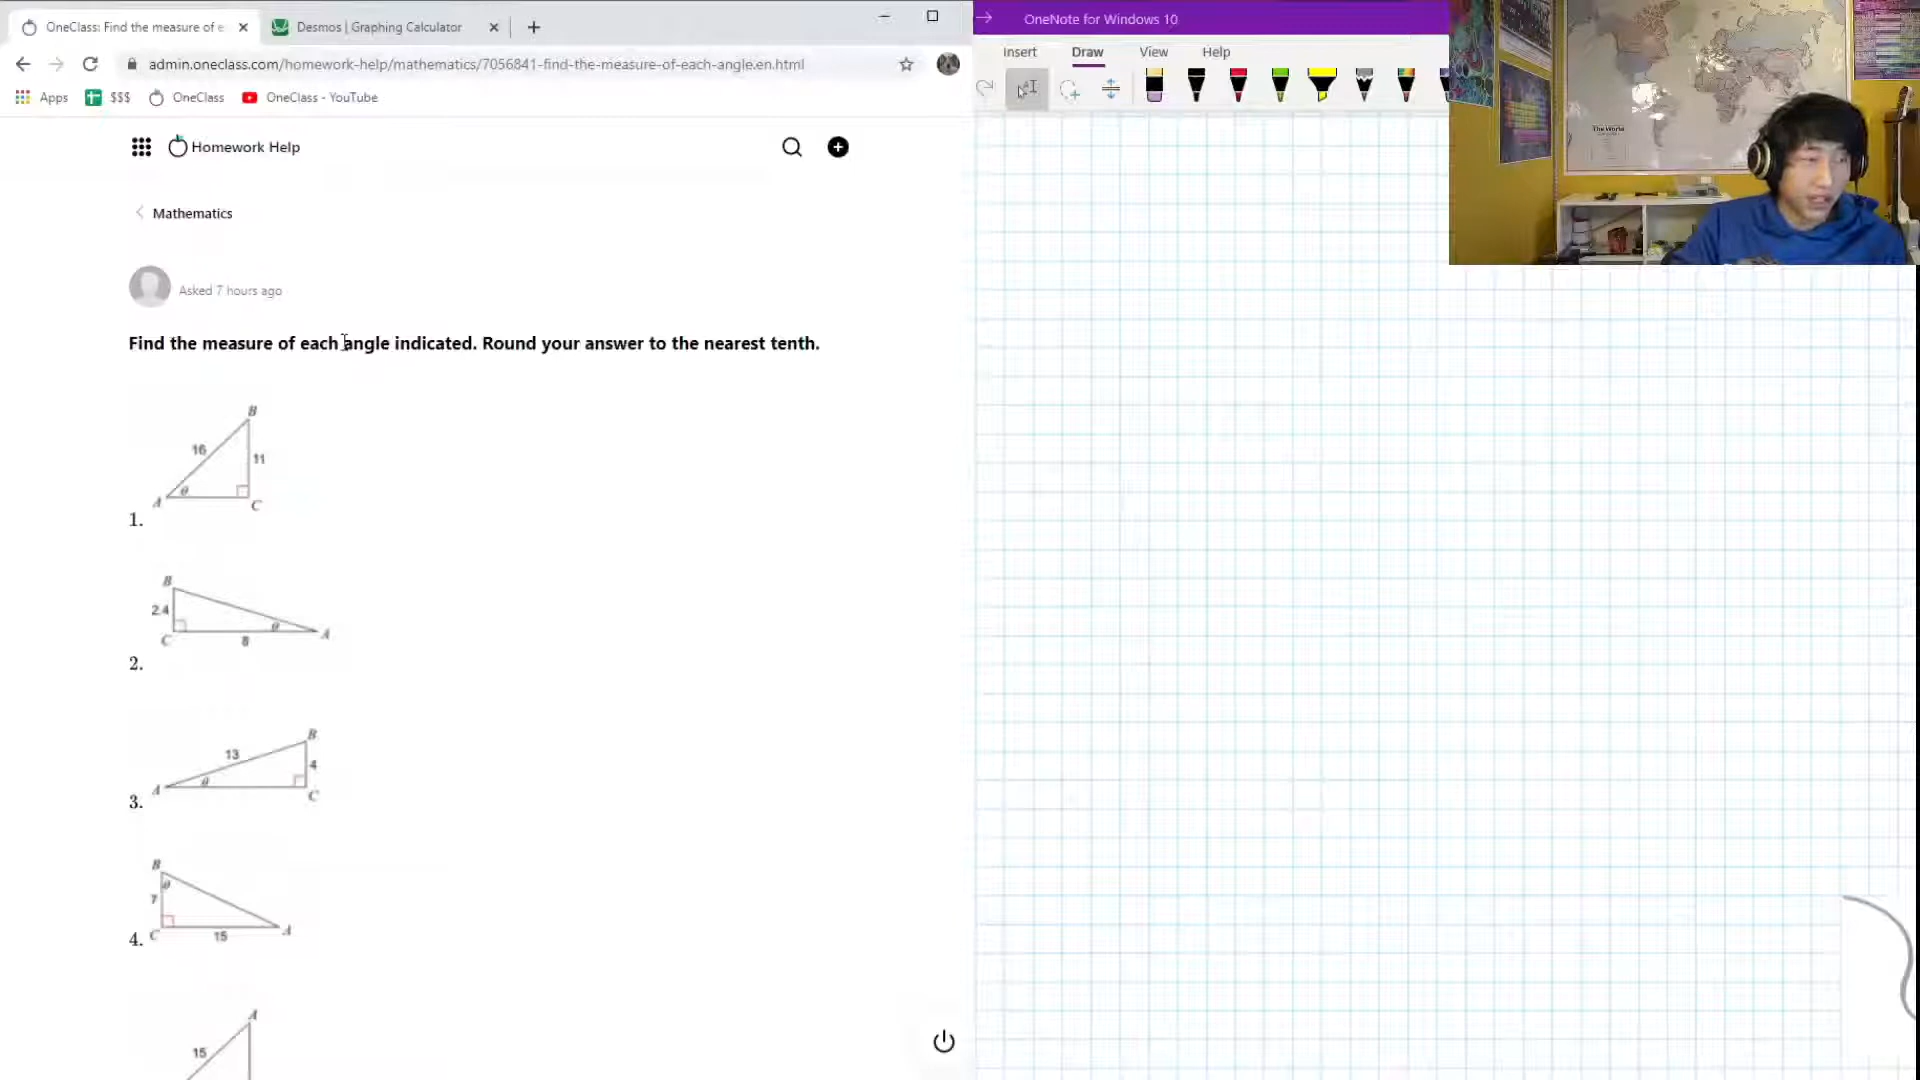 OneClass: Find the measure of e
Desmos | Graphing Calculator
OneNote for Windows 10
Insert
Draw
View
Help
admin.oneclass.com/homework-help/mathematics/7056841-find-the-measure-of-each-angle.en.html
Apps
$$$
OneClass
OneClass - YouTube
Homework Help
Mathematics
Asked 7 hours ago
Find the measure of each angle indicated. Round your answer to the nearest tenth.
B
16
11
A
θ
C
1.
B
2.4
θ
C
8
A
2.
B
13
4
A
θ
C
3.
B
θ
7
C
15
A
4.
A
15
The World